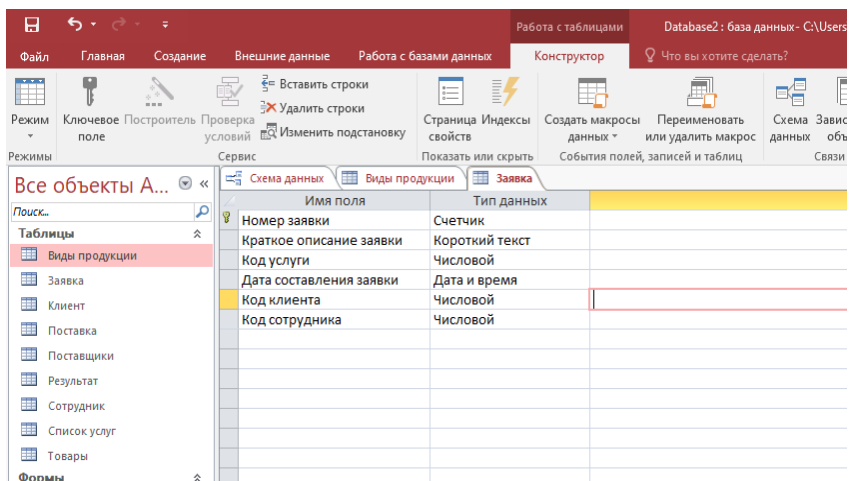 Работа с таблицами
Database2 : база данных- C:\Users
Файл
Главная
Создание
Внешние данные
Работа с базами данных
Конструктор
Что вы хотите сделать?
Режим
Ключевое поле
Построитель
Проверка условий
Вставить строки
Удалить строки
Изменить подстановку
Страница свойств
Индексы
Создать макросы данных
Переименовать или удалить макрос
Схема данных
Завис
объ
Режимы
Сервис
Показать или скрыть
События полей, записей и таблиц
Связи
Все объекты A...
Поиск...
Таблицы
Виды продукции
Заявка
Клиент
Поставка
Поставщики
Результат
Сотрудник
Список услуг
Товары
Формы
Схема данных
Виды продукции
Заявка
Имя поля Тип данных
Номер заявки Счетчик
Краткое описание заявки Короткий текст
Код услуги Числовой
Дата составления заявки Дата и время
Код клиента Числовой
Код сотрудника Числовой